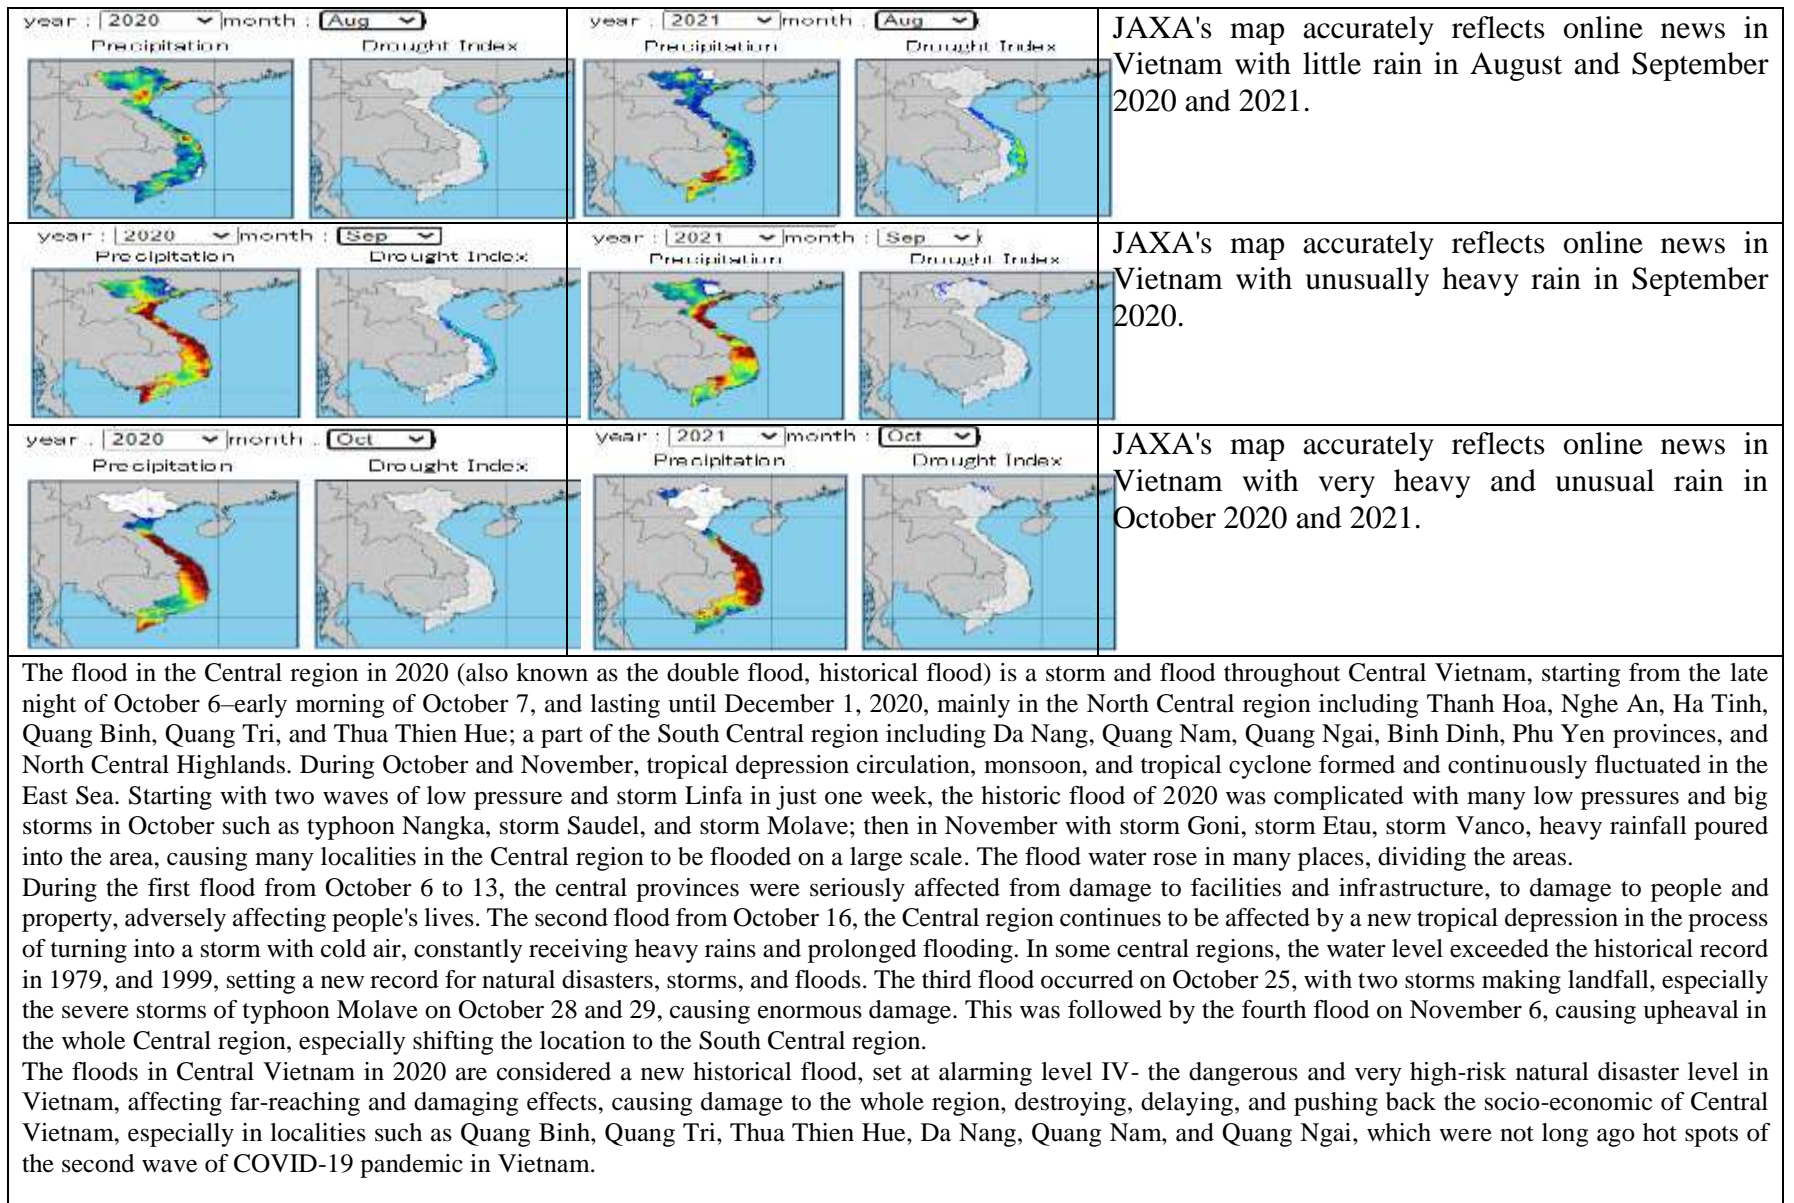 year : 2020 month : Aug
Precipitation Drought Index
year : 2021 month : Aug
Precipitation Drought Index
JAXA's map accurately reflects online news in
Vietnam with little rain in August and September
2020 and 2021.
year : 2020 month : Sep
Precipitation Drought Index
year : 2021 month : Sep
Precipitation Drought Index
JAXA's map accurately reflects online news in
Vietnam with unusually heavy rain in September
2020.
year : 2020 month : Oct
Precipitation Drought Index
year : 2021 month : Oct
Precipitation Drought Index
JAXA's map accurately reflects online news in
Vietnam with very heavy and unusual rain in
October 2020 and 2021.
The flood in the Central region in 2020 (also known as the double flood, historical flood) is a storm and flood throughout Central Vietnam, starting from the late
night of October 6–early morning of October 7, and lasting until December 1, 2020, mainly in the North Central region including Thanh Hoa, Nghe An, Ha Tinh,
Quang Binh, Quang Tri, and Thua Thien Hue; a part of the South Central region including Da Nang, Quang Nam, Quang Ngai, Binh Dinh, Phu Yen provinces, and
North Central Highlands. During October and November, tropical depression circulation, monsoon, and tropical cyclone formed and continuously fluctuated in the
East Sea. Starting with two waves of low pressure and storm Linfa in just one week, the historic flood of 2020 was complicated with many low pressures and big
storms in October such as typhoon Nangka, storm Saudel, and storm Molave; then in November with storm Goni, storm Etau, storm Vanco, heavy rainfall poured
into the area, causing many localities in the Central region to be flooded on a large scale. The flood water rose in many places, dividing the areas.
During the first flood from October 6 to 13, the central provinces were seriously affected from damage to facilities and infrastructure, to damage to people and
property, adversely affecting people's lives. The second flood from October 16, the Central region continues to be affected by a new tropical depression in the process
of turning into a storm with cold air, constantly receiving heavy rains and prolonged flooding. In some central regions, the water level exceeded the historical record
in 1979, and 1999, setting a new record for natural disasters, storms, and floods. The third flood occurred on October 25, with two storms making landfall, especially
the severe storms of typhoon Molave on October 28 and 29, causing enormous damage. This was followed by the fourth flood on November 6, causing upheaval in
the whole Central region, especially shifting the location to the South Central region.
The floods in Central Vietnam in 2020 are considered a new historical flood, set at alarming level IV- the dangerous and very high-risk natural disaster level in
Vietnam, affecting far-reaching and damaging effects, causing damage to the whole region, destroying, delaying, and pushing back the socio-economic of Central
Vietnam, especially in localities such as Quang Binh, Quang Tri, Thua Thien Hue, Da Nang, Quang Nam, and Quang Ngai, which were not long ago hot spots of
the second wave of COVID-19 pandemic in Vietnam.